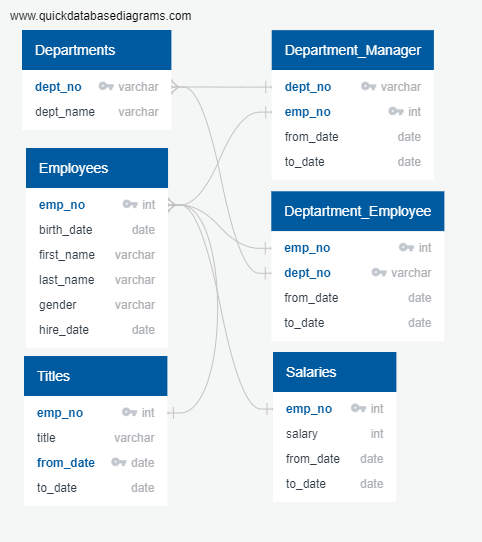 www.quickdatabasediagrams.com
Departments
dept_no varchar
dept_name varchar
Department_Manager
dept_no varchar
emp_no int
from_date date
to_date date
Employees
emp_no int
birth_date date
first_name varchar
last_name varchar
gender varchar
hire_date date
Deptartment_Employee
emp_no int
dept_no varchar
from_date date
to_date date
Titles
emp_no int
title varchar
from_date date
to_date date
Salaries
emp_no int
salary int
from_date date
to_date date